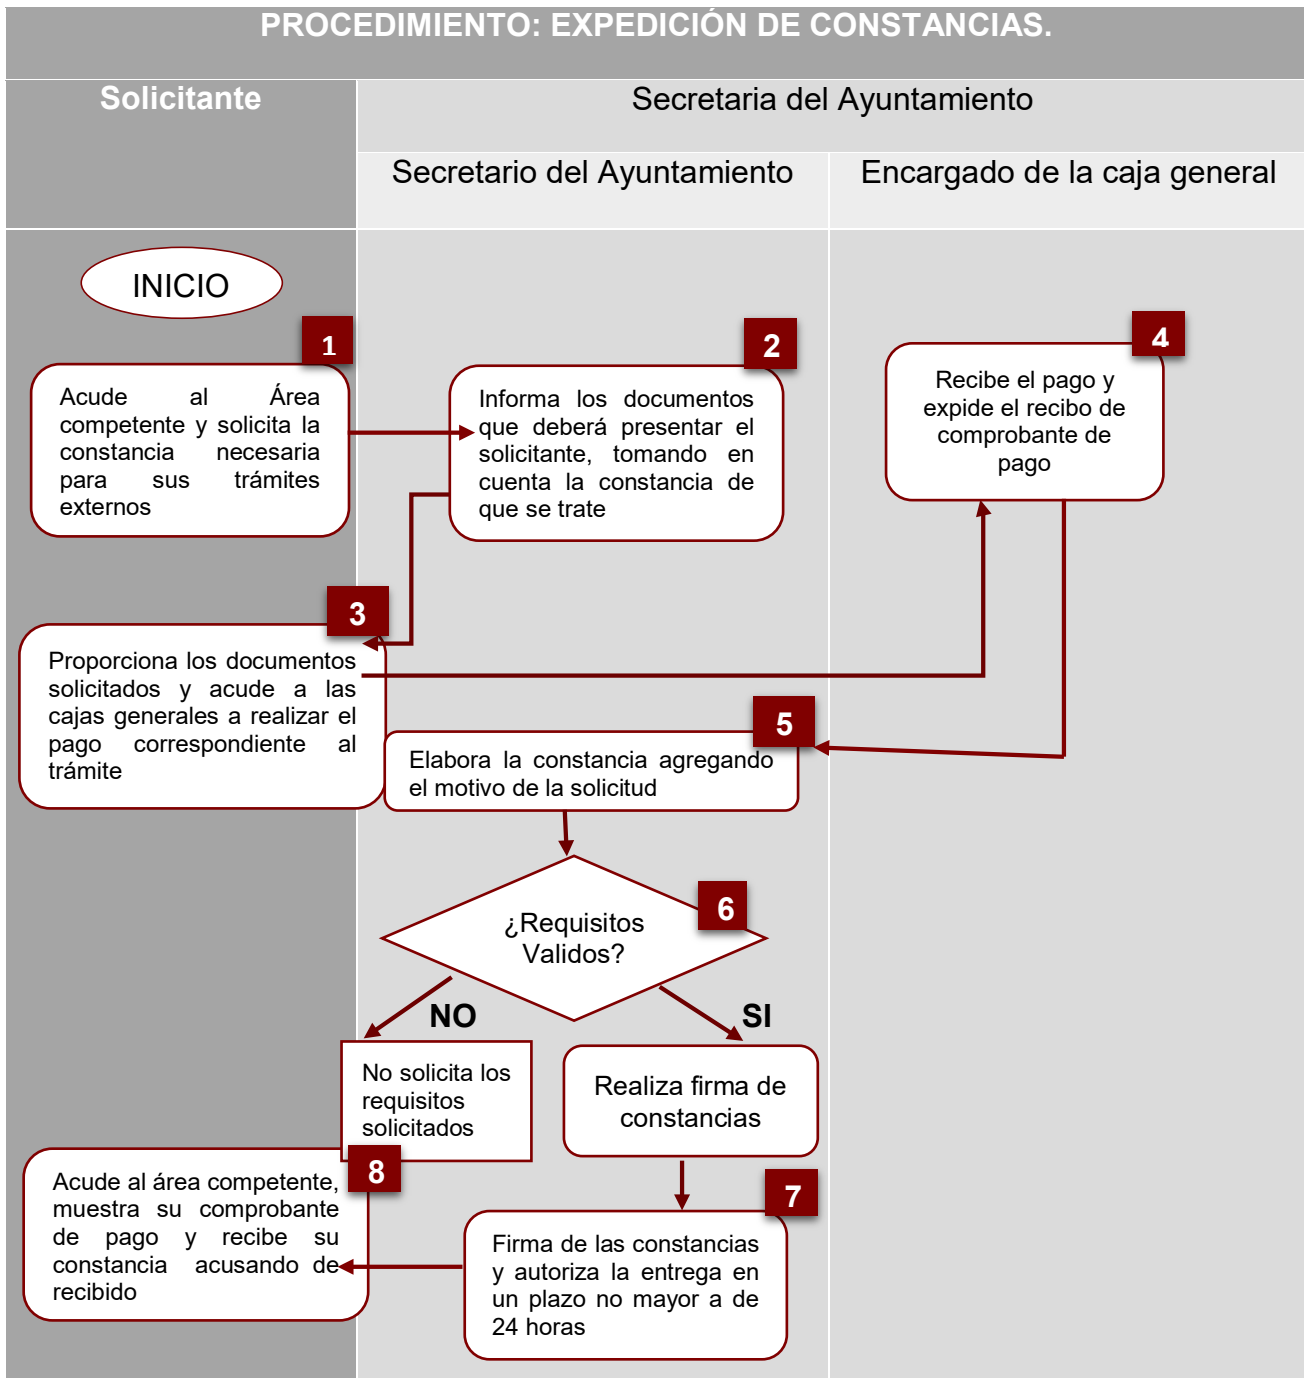 PROCEDIMIENTO: EXPEDICIÓN DE CONSTANCIAS.
Solicitante
Secretaria del Ayuntamiento
Secretario del Ayuntamiento
Encargado de la caja general
INICIO
1
Acude al Área
competente y solicita la
constancia necesaria
para sus trámites
externos
2
Informa los documentos
que deberá presentar el
solicitante, tomando en
cuenta la constancia de
que se trate
3
Proporciona los documentos
solicitados y acude a las
cajas generales a realizar el
pago correspondiente al
trámite
4
Recibe el pago y
expide el recibo de
comprobante de
pago
5
Elabora la constancia agregando
el motivo de la solicitud
6
¿Requisitos
Validos?
NO
SI
No solicita los
requisitos
solicitados
Realiza firma de
constancias
7
Firma de las constancias
y autoriza la entrega en
un plazo no mayor a de
24 horas
8
Acude al área competente,
muestra su comprobante
de pago y recibe su
constancia acusando de
recibido